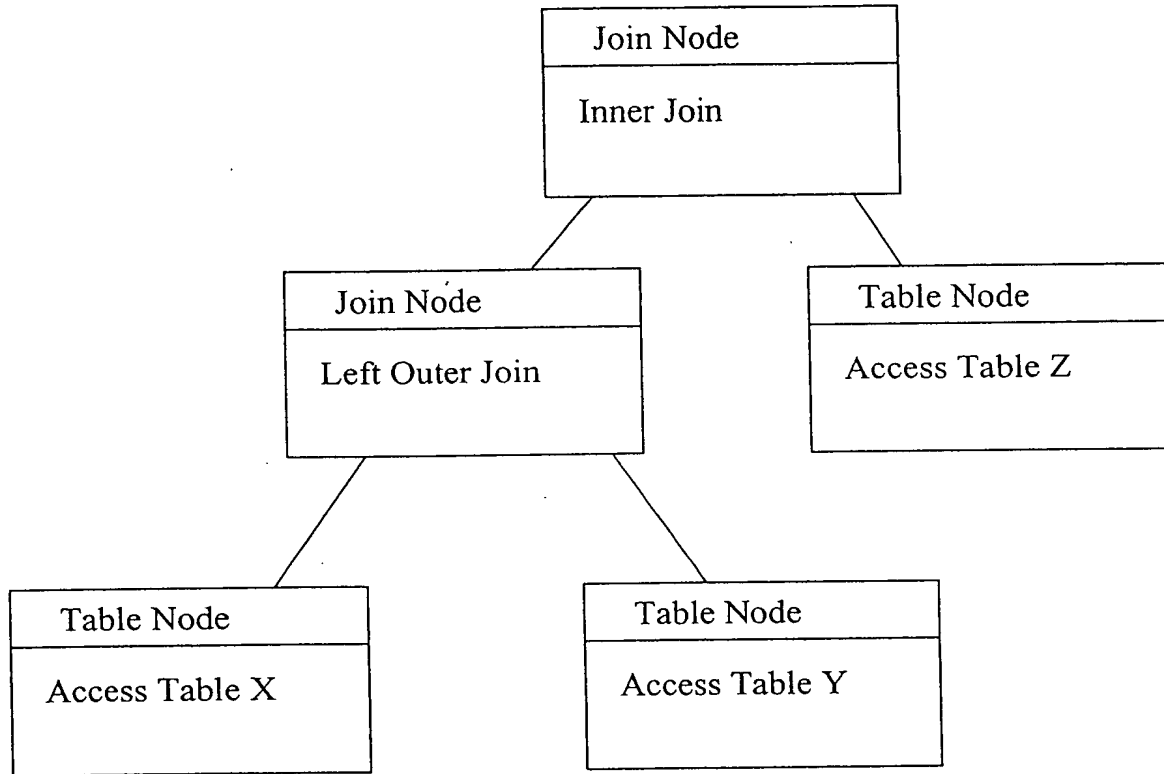 Join Node
Inner Join
Join Node
Left Outer Join
Table Node
Access Table Z
Table Node
Access Table X
Table Node
Access Table Y